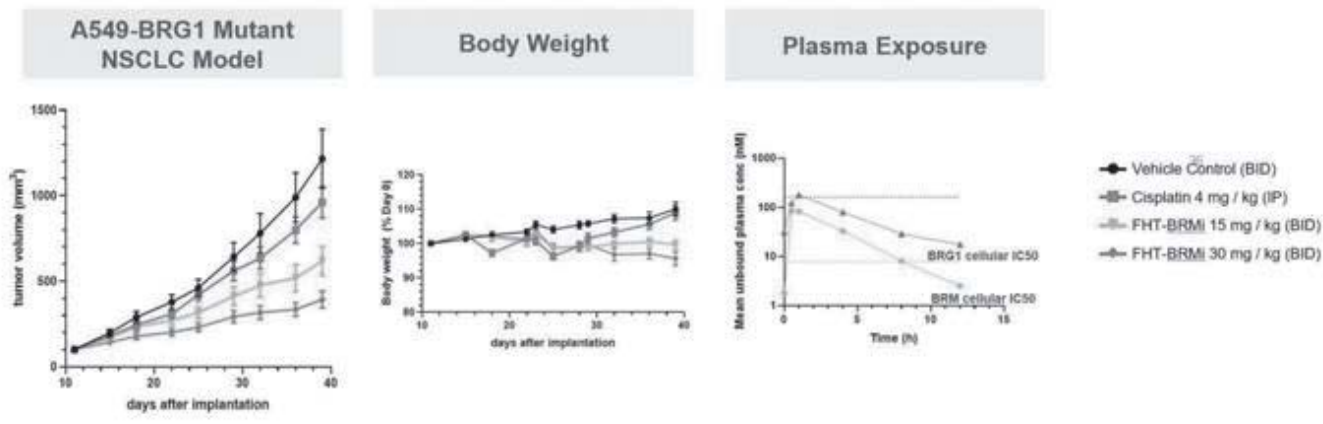 A549-BRG1 Mutant
NSCLC Model
Body Weight
Plasma Exposure
tumor volume (mm³)
1500
1000
500
0
10
20
30
40
days after implantation
Body weight (% Day 0)
120
110
100
90
80
10
20
30
40
days after implantation
Mean unbound plasma conc (nM)
1000
100
10
1
BRG1 cellular IC50
BRM cellular IC50
0
5
10
15
Time (h)
Vehicle Control (BID)
Cisplatin 4 mg / kg (IP)
FHT-BRMi 15 mg / kg (BID)
FHT-BRMi 30 mg / kg (BID)